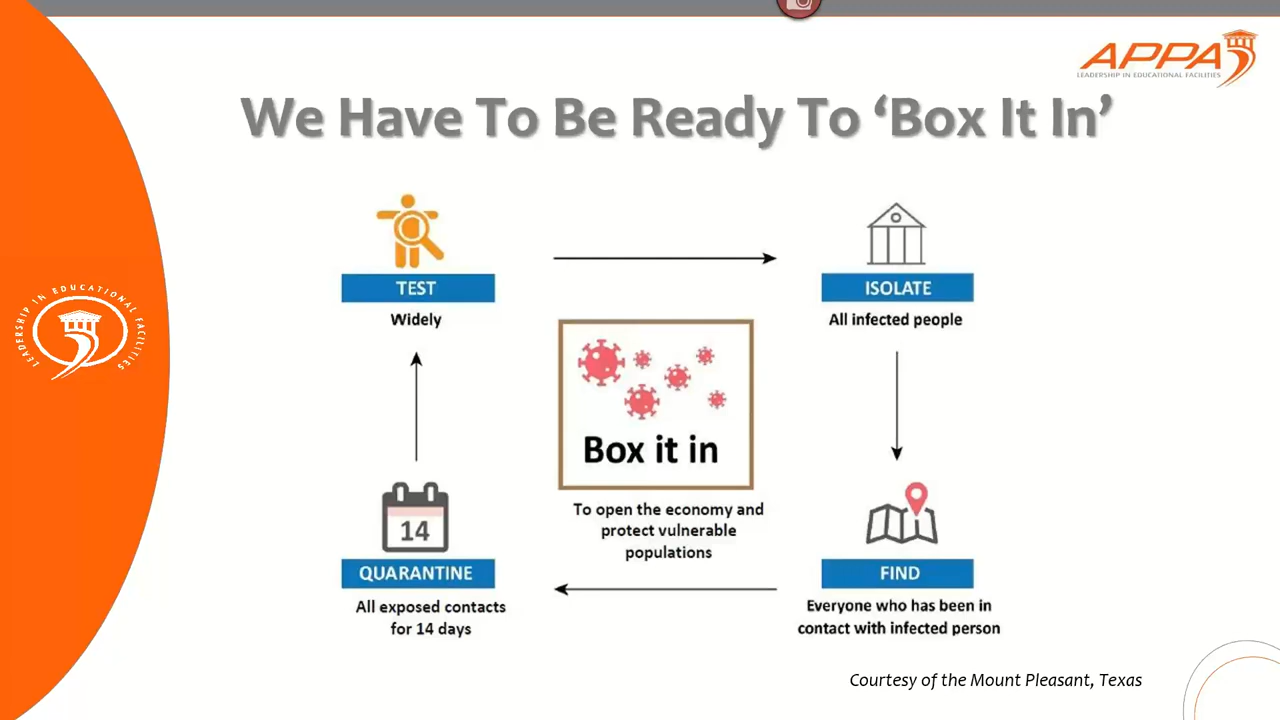 APPA
LEADERSHIP IN EDUCATIONAL FACILITIES
We Have To Be Ready To ‘Box It In’
TEST
Widely
ISOLATE
All infected people
LEADERSHIP IN EDUCATIONAL FACILITIES
Box it in
To open the economy and
protect vulnerable
populations
14
QUARANTINE
All exposed contacts
for 14 days
FIND
Everyone who has been in
contact with infected person
Courtesy of the Mount Pleasant, Texas